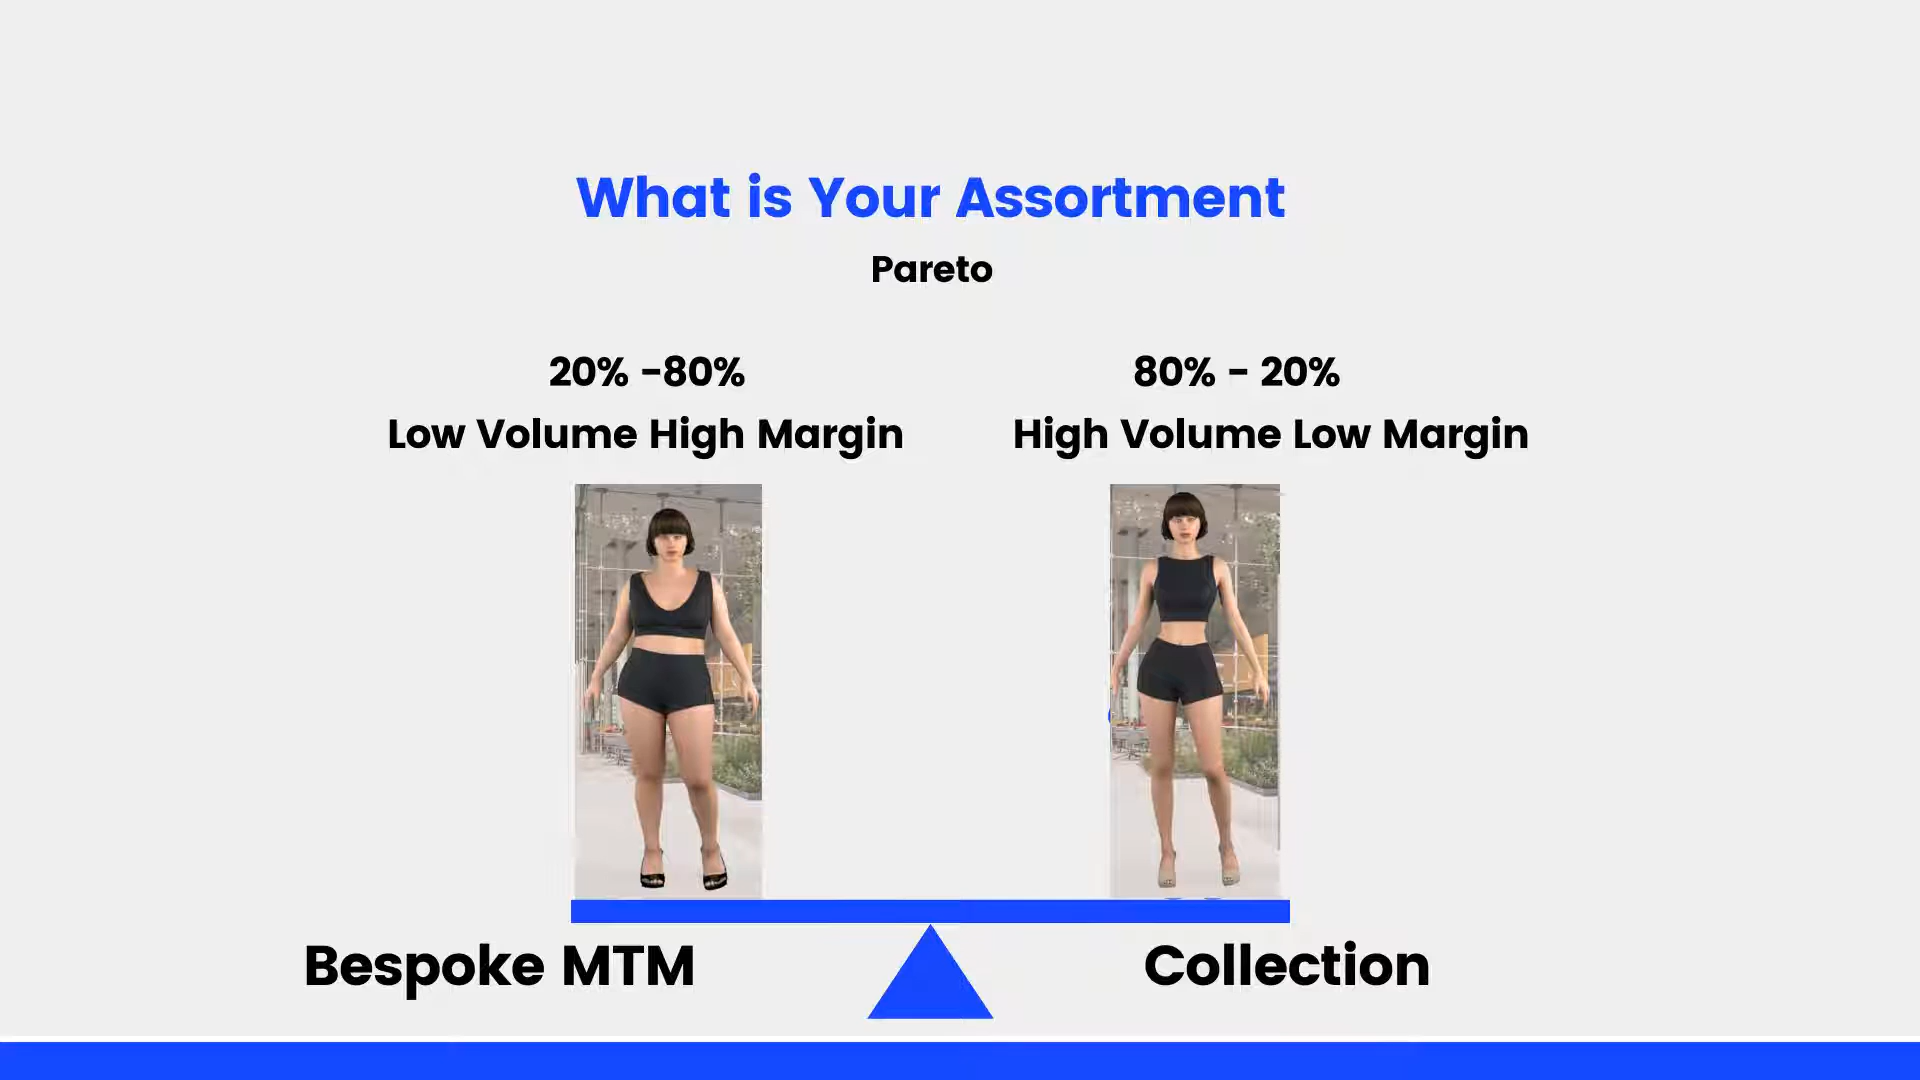 What is Your Assortment
Pareto
20% -80%
80% - 20%
Low Volume High Margin
High Volume Low Margin
Bespoke MTM
Collection